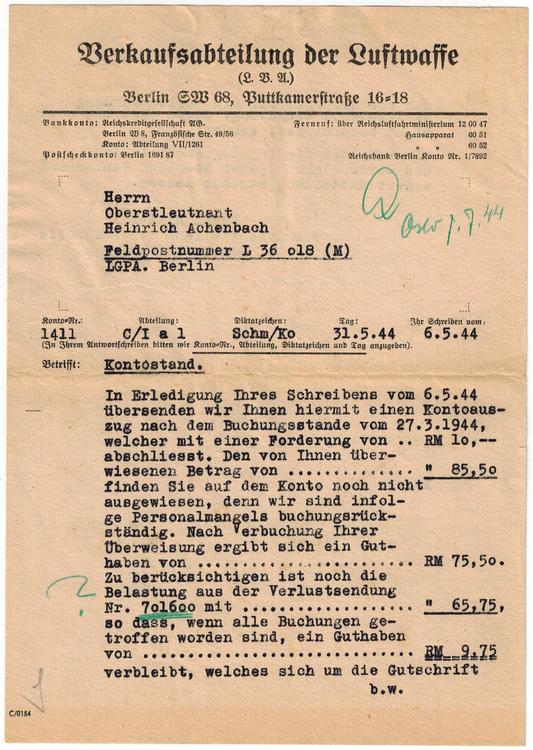 Verkaufsabteilung der Luftwaffe
(L. V. A.)
Berlin SW 68, Puttkamerstraße 16=18
Bankkonto: Reichskreditgesellschaft AG.
Berlin W 8, Französische Str. 49/56
Konto: Abteilung VII/1261
Postscheckkonto: Berlin 1691 87
Fernruf: über Reichsluftfahrtministerium 12 00 47
Hausapparat 60 51
" " 60 52
Reichsbank Berlin Konto Nr. 1/7892
Herrn
Oberstleutnant
Heinrich Achenbach
Feldpostnummer L 36 o18 (M)
LGPA. Berlin
Oslo 7.7.44
Konto-Nr.: Abteilung: Diktatzeichen: Tag: Ihr Schreiben vom:
1411 C/I a 1 Schm/Ko 31.5.44 6.5.44
(In Ihrem Antwortschreiben bitten wir Konto-Nr., Abteilung, Diktatzeichen und Tag anzugeben).
Betrifft: Kontostand.
In Erledigung Ihres Schreibens vom 6.5.44
übersenden wir Ihnen hiermit einen Kontoaus-
zug nach dem Buchungsstande vom 27.3.1944,
welcher mit einer Forderung von .. RM 1o,--
abschliesst. Den von Ihnen über-
wiesenen Betrag von .............. " 85,5o
finden Sie auf dem Konto noch nicht
ausgewiesen, denn wir sind infol-
ge Personalmangels buchungsrück-
ständig. Nach Verbuchung Ihrer
Überweisung ergibt sich ein Gut-
haben von ........................ RM 75,5o.
Zu berücksichtigen ist noch die
Belastung aus der Verlustsendung
? Nr. 7o16oo mit ................... " 65,75,
so dass, wenn alle Buchungen ge-
troffen worden sind, ein Guthaben
von .............................. RM 9.75
verbleibt, welches sich um die Gutschrift
b.w.
C/0154